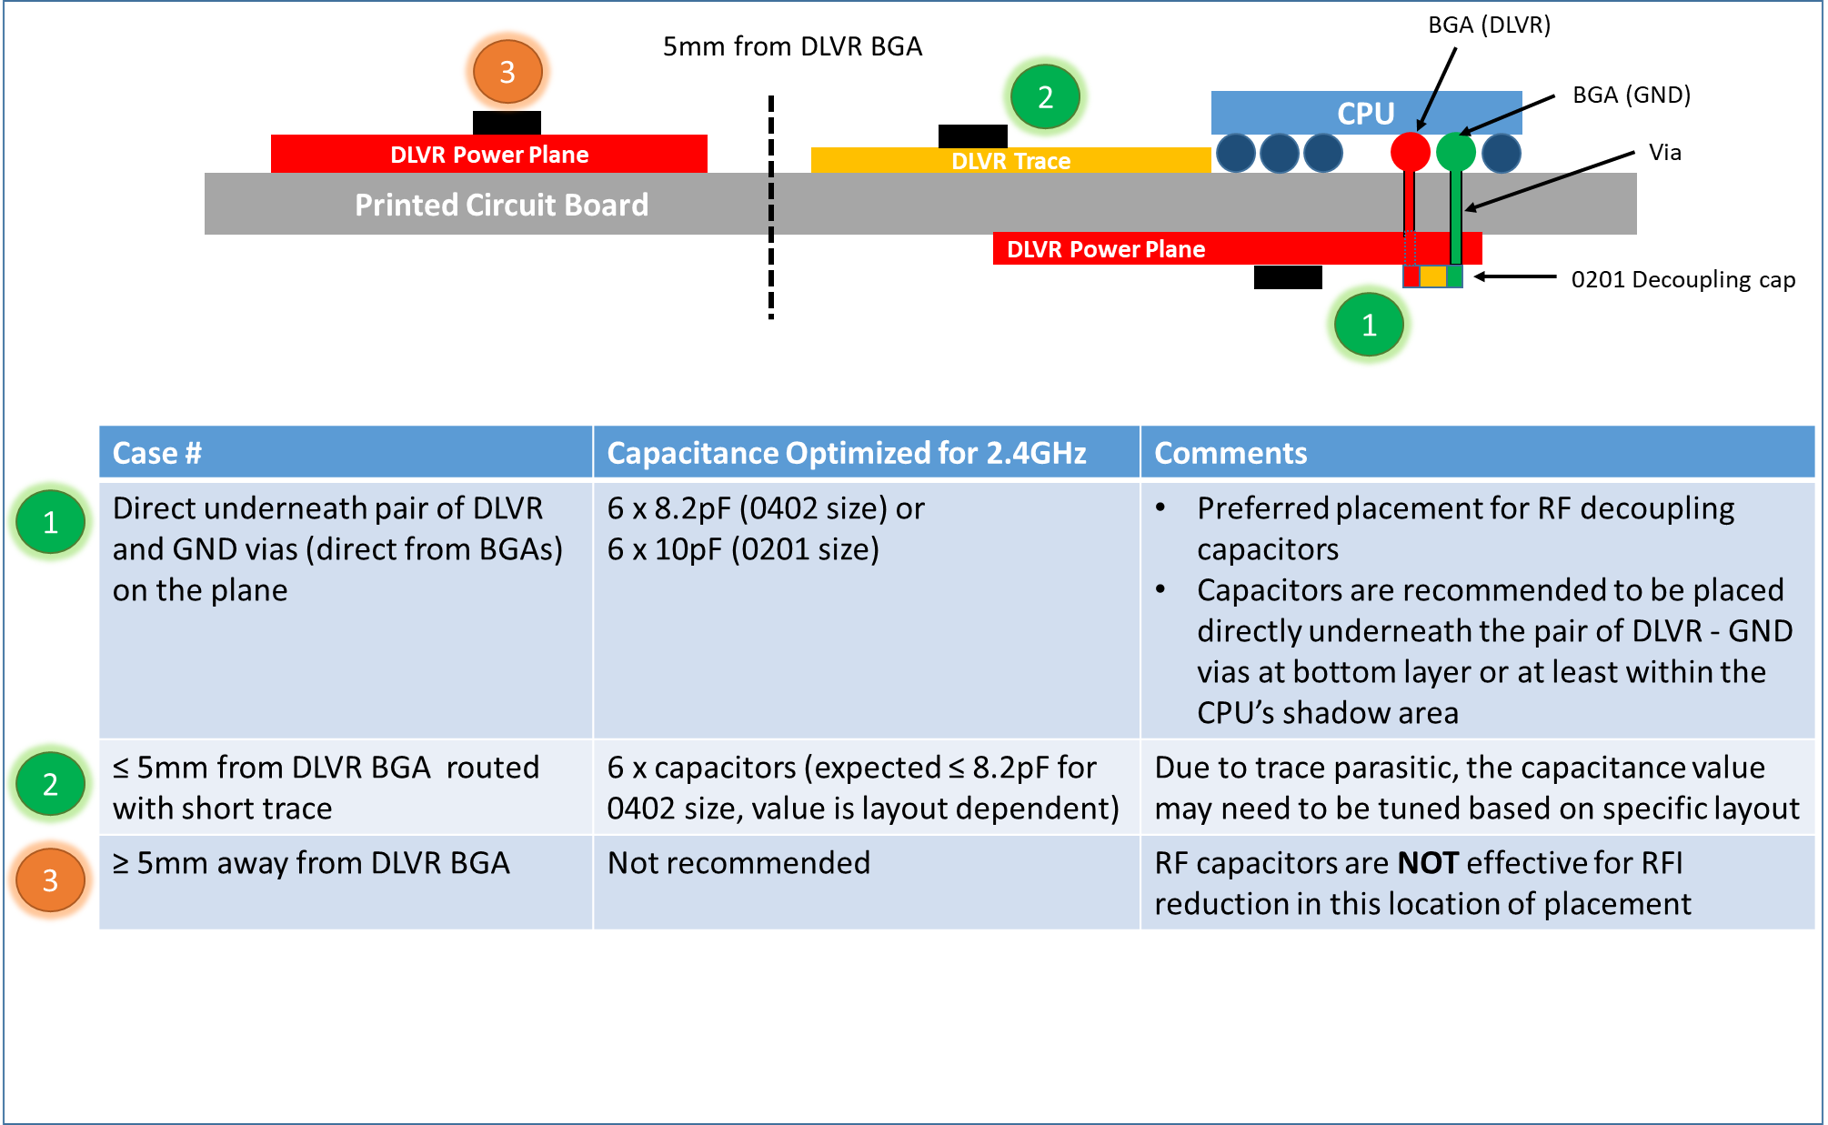 BGA (DLVR)
5mm from DLVR BGA
3
2
CPU
BGA (GND)
DLVR Power Plane
DLVR Trace
Via
Printed Circuit Board
DLVR Power Plane
0201 Decoupling cap
1
Case #
Capacitance Optimized for 2.4GHz
Comments
1
Direct underneath pair of DLVR
and GND vias (direct from BGAs)
on the plane
6 x 8.2pF (0402 size) or
6 x 10pF (0201 size)
• Preferred placement for RF decoupling
capacitors
• Capacitors are recommended to be placed
directly underneath the pair of DLVR - GND
vias at bottom layer or at least within the
CPU’s shadow area
2
≤ 5mm from DLVR BGA routed
with short trace
6 x capacitors (expected ≤ 8.2pF for
0402 size, value is layout dependent)
Due to trace parasitic, the capacitance value
may need to be tuned based on specific layout
3
≥ 5mm away from DLVR BGA
Not recommended
RF capacitors are NOT effective for RFI
reduction in this location of placement